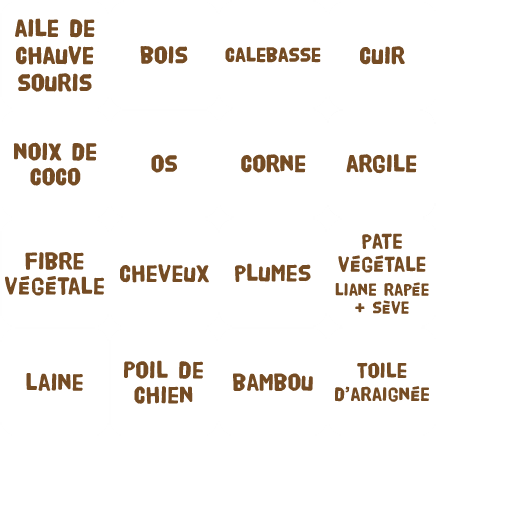 AILE DE
CHAUVE
SOURIS
BOIS
CALEBASSE
CUIR
NOIX DE
COCO
OS
CORNE
ARGILE
FIBRE
VÉGÉTALE
CHEVEUX
PLUMES
PATE
VÉGÉTALE
LIANE RAPÉE
+ SÈVE
LAINE
POIL DE
CHIEN
BAMBOU
TOILE
D'ARAIGNÉE